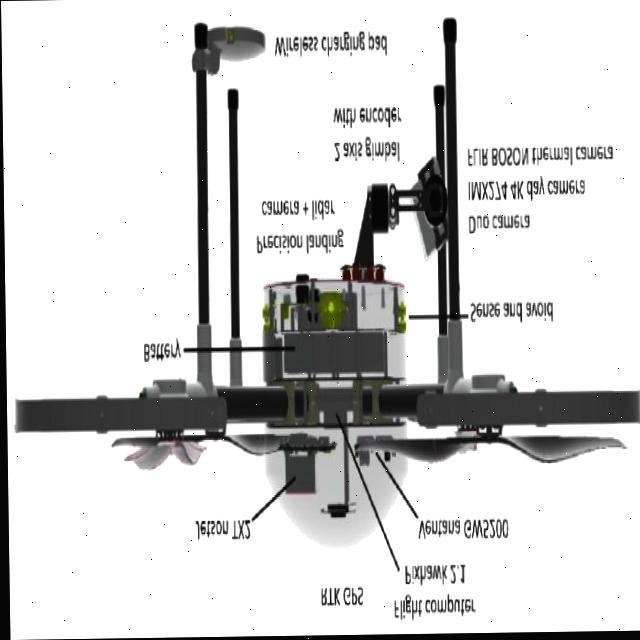 RTK GPS
Flight computer
Pixhawk 2.1
Jetson TX2
Ventana GW5200
Battery
Sense and avoid
Precision landing
camera + lidar
Duo camera
IMX274 4K day camera
FLIR BOSON thermal camera
2 axis gimbal
with encoder
Wireless charging pad